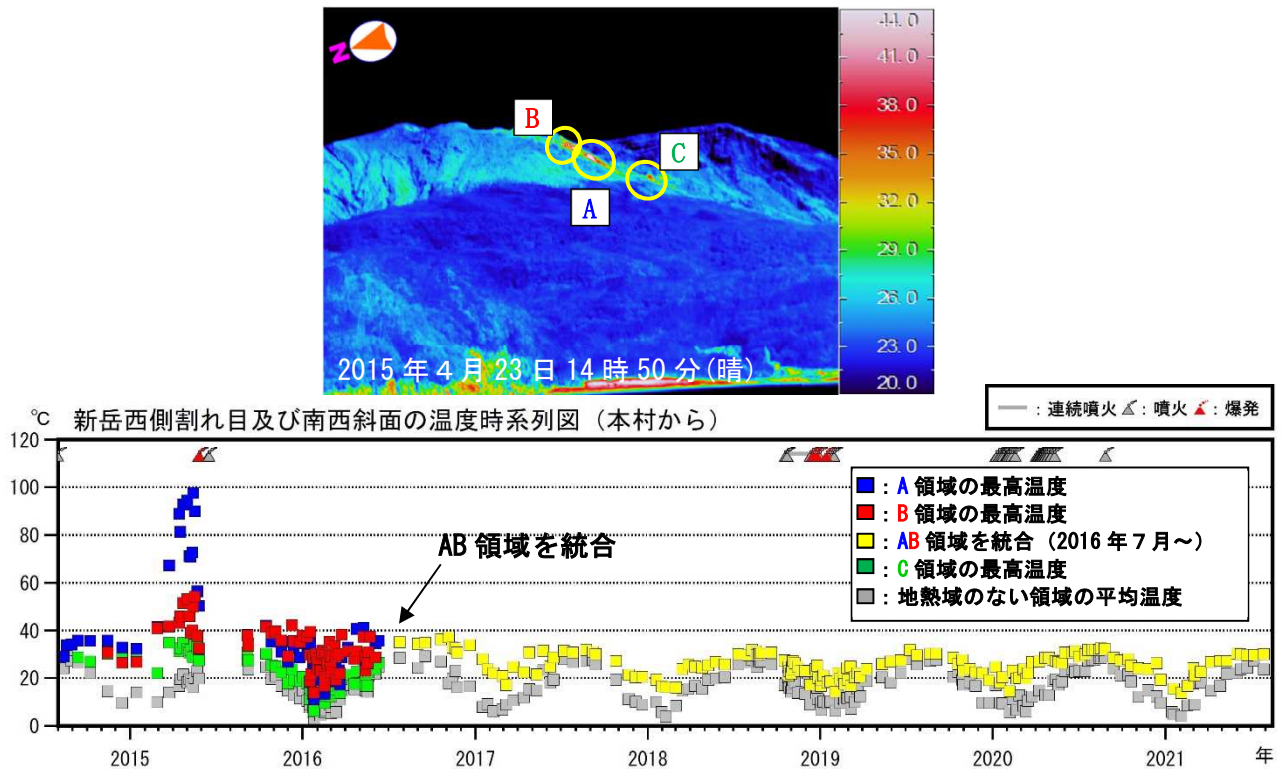 N
44.0
41.0
38.0
35.0
32.0
29.0
26.0
23.0
20.0
B
C
A
2015年4月23日14時50分(晴)
℃ 新岳西側割れ目及び南西斜面の温度時系列図（本村から）
：連続噴火 ：噴火 ：爆発
120
100
80
60
40
20
0
：A領域の最高温度
：B領域の最高温度
：AB領域を統合（2016年7月～）
：C領域の最高温度
：地熱域のない領域の平均温度
AB領域を統合
2015 2016 2017 2018 2019 2020 2021 年